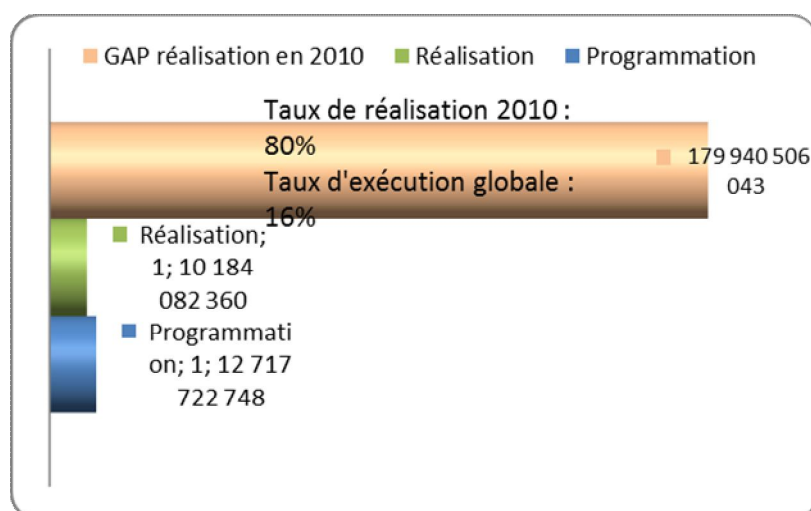 GAP réalisation en 2010 Réalisation Programmation
Taux de réalisation 2010 :
80%
Taux d'exécution globale :
16%
179 940 506
043
Réalisation;
1; 10 184
082 360
Programmati
on; 1; 12 717
722 748